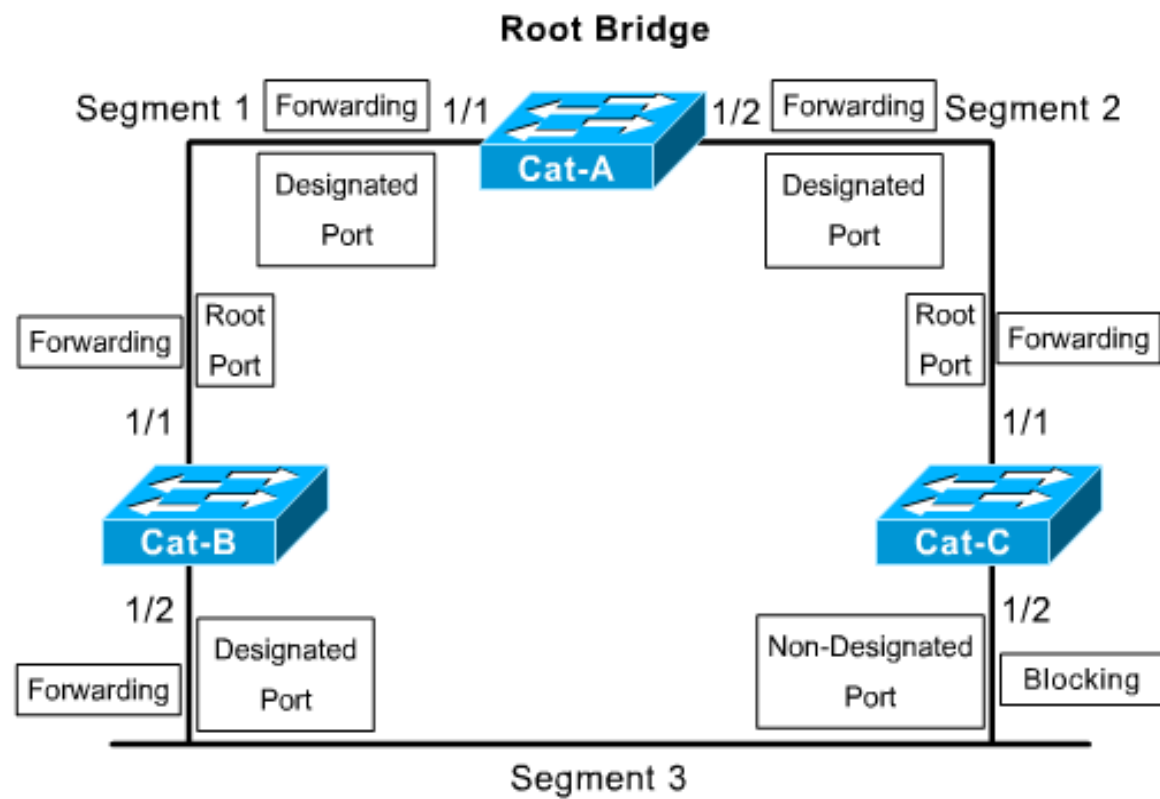 Root Bridge
Segment 1
Forwarding
1/1
1/2
Forwarding
Segment 2
Cat-A
Designated
Port
Designated
Port
Forwarding
Root
Port
Root
Port
Forwarding
1/1
1/1
Cat-B
Cat-C
1/2
1/2
Forwarding
Designated
Port
Non-Designated
Port
Blocking
Segment 3